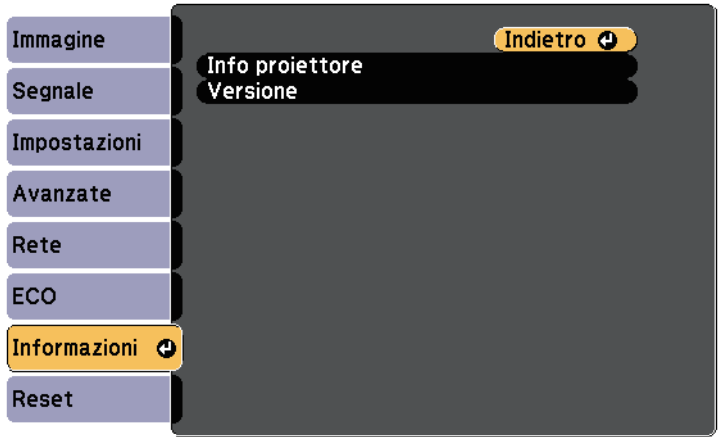 Immagine
Segnale
Impostazioni
Avanzate
Rete
ECO
Informazioni
Reset
Indietro
Info proiettore
Versione